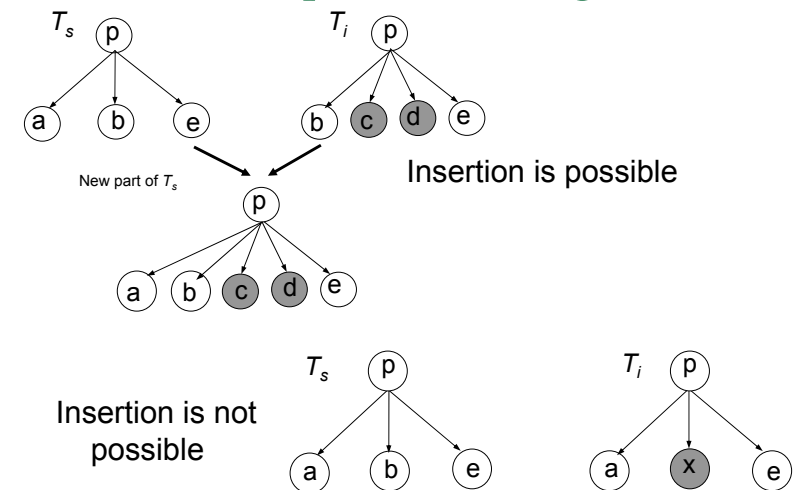 T_s p T_i p
a b e b c d e
Insertion is possible
New part of T_s
p
a b c d e
T_s p T_i p
Insertion is not
possible
a b e a x e